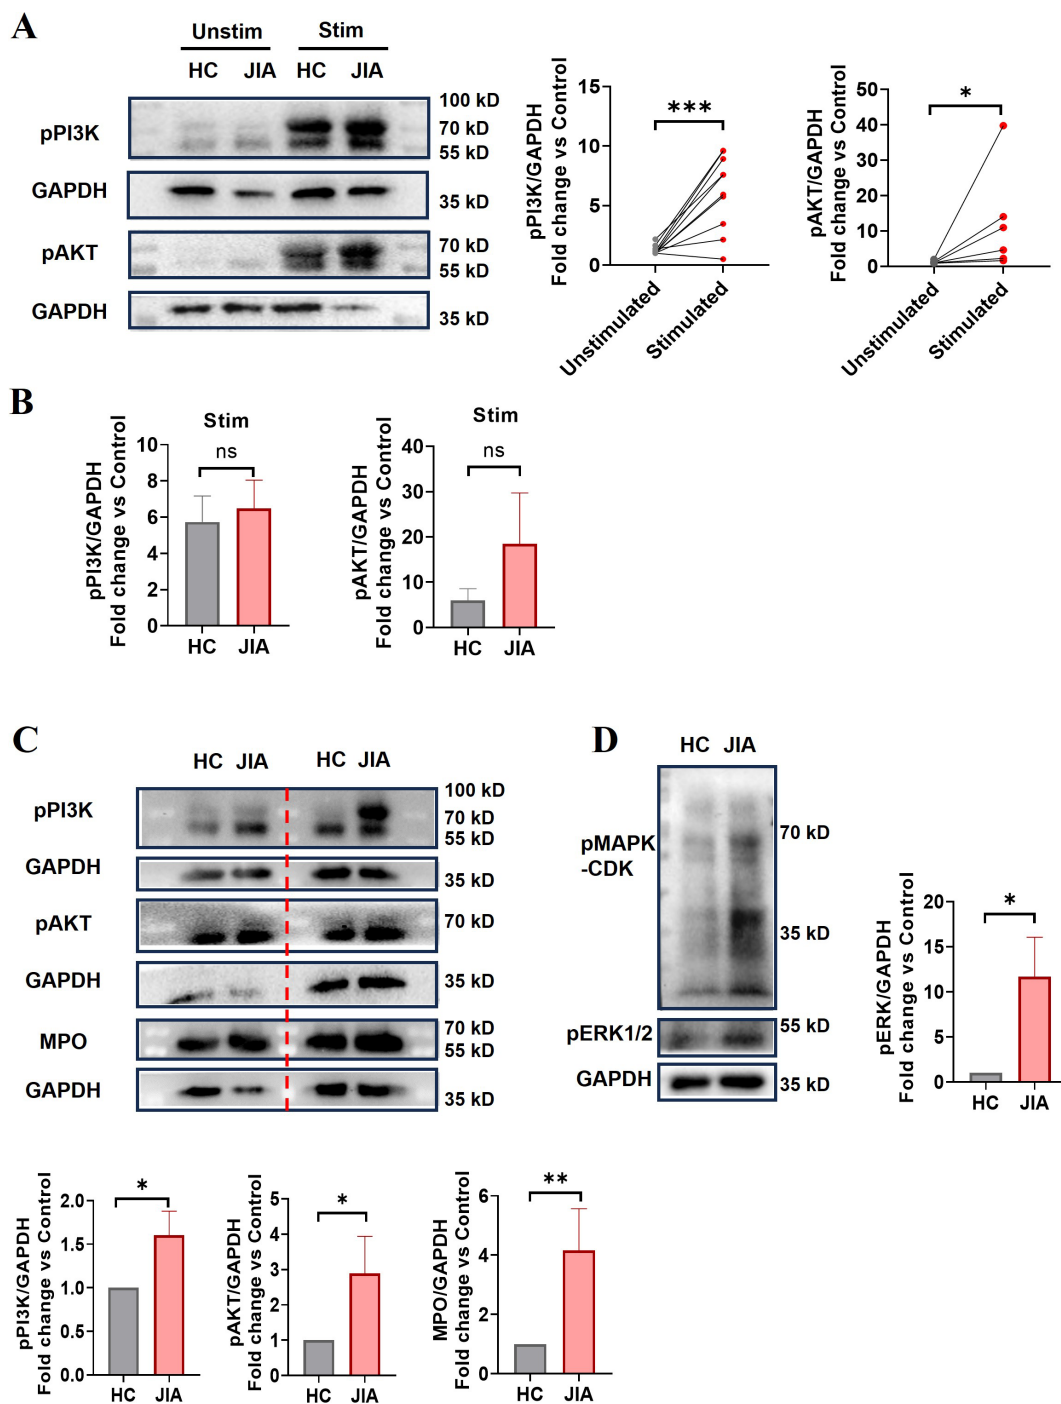 A
Unstim Stim
HC JIA HC JIA
pPI3K
100 kD
70 kD
55 kD
GAPDH
35 kD
pAKT
70 kD
55 kD
GAPDH
35 kD
pPI3K/GAPDH
Fold change vs Control
15
10
5
0
***
Unstimulated
Stimulated
pAKT/GAPDH
Fold change vs Control
50
40
30
20
10
0
*
Unstimulated
Stimulated
B
Stim
ns
pPI3K/GAPDH
Fold change vs Control
10
8
6
4
2
0
HC JIA
Stim
ns
pAKT/GAPDH
Fold change vs Control
40
30
20
10
0
HC JIA
C
HC JIA HC JIA
pPI3K
100 kD
70 kD
55 kD
GAPDH
35 kD
pAKT
70 kD
GAPDH
35 kD
MPO
70 kD
55 kD
GAPDH
35 kD
pPI3K/GAPDH
Fold change vs Control
2.0
1.5
1.0
0.5
0.0
*
HC JIA
pAKT/GAPDH
Fold change vs Control
5
4
3
2
1
0
*
HC JIA
MPO/GAPDH
Fold change vs Control
6
4
2
0
**
HC JIA
D
HC JIA
pMAPK
-CDK
70 kD
35 kD
pERK1/2
55 kD
GAPDH
35 kD
pERK/GAPDH
Fold change vs Control
20
15
10
5
0
*
HC JIA